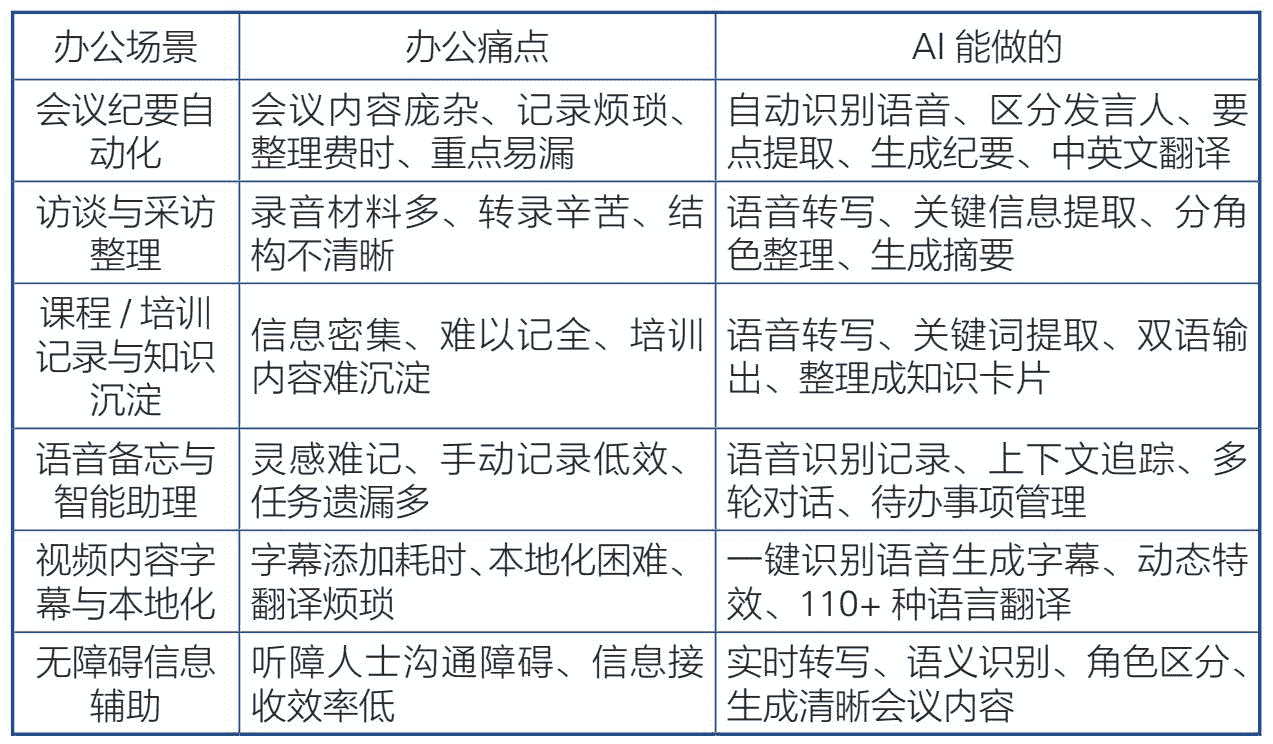 办公场景 办公痛点 AI 能做的
会议纪要自
动化
会议内容庞杂、记录烦琐、
整理费时、重点易漏
自动识别语音、区分发言人、要
点提取、生成纪要、中英文翻译
访谈与采访
整理
录音材料多、转录辛苦、结
构不清晰
语音转写、关键信息提取、分角
色整理、生成摘要
课程 / 培训
记录与知识
沉淀
信息密集、难以记全、培训
内容难沉淀
语音转写、关键词提取、双语输
出、整理成知识卡片
语音备忘与
智能助理
灵感难记、手动记录低效、
任务遗漏多
语音识别记录、上下文追踪、多
轮对话、待办事项管理
视频内容字
幕与本地化
字幕添加耗时、本地化困难、
翻译烦琐
一键识别语音生成字幕、动态特
效、110+ 种语言翻译
无障碍信息
辅助
听障人士沟通障碍、信息接
收效率低
实时转写、语义识别、角色区分、
生成清晰会议内容